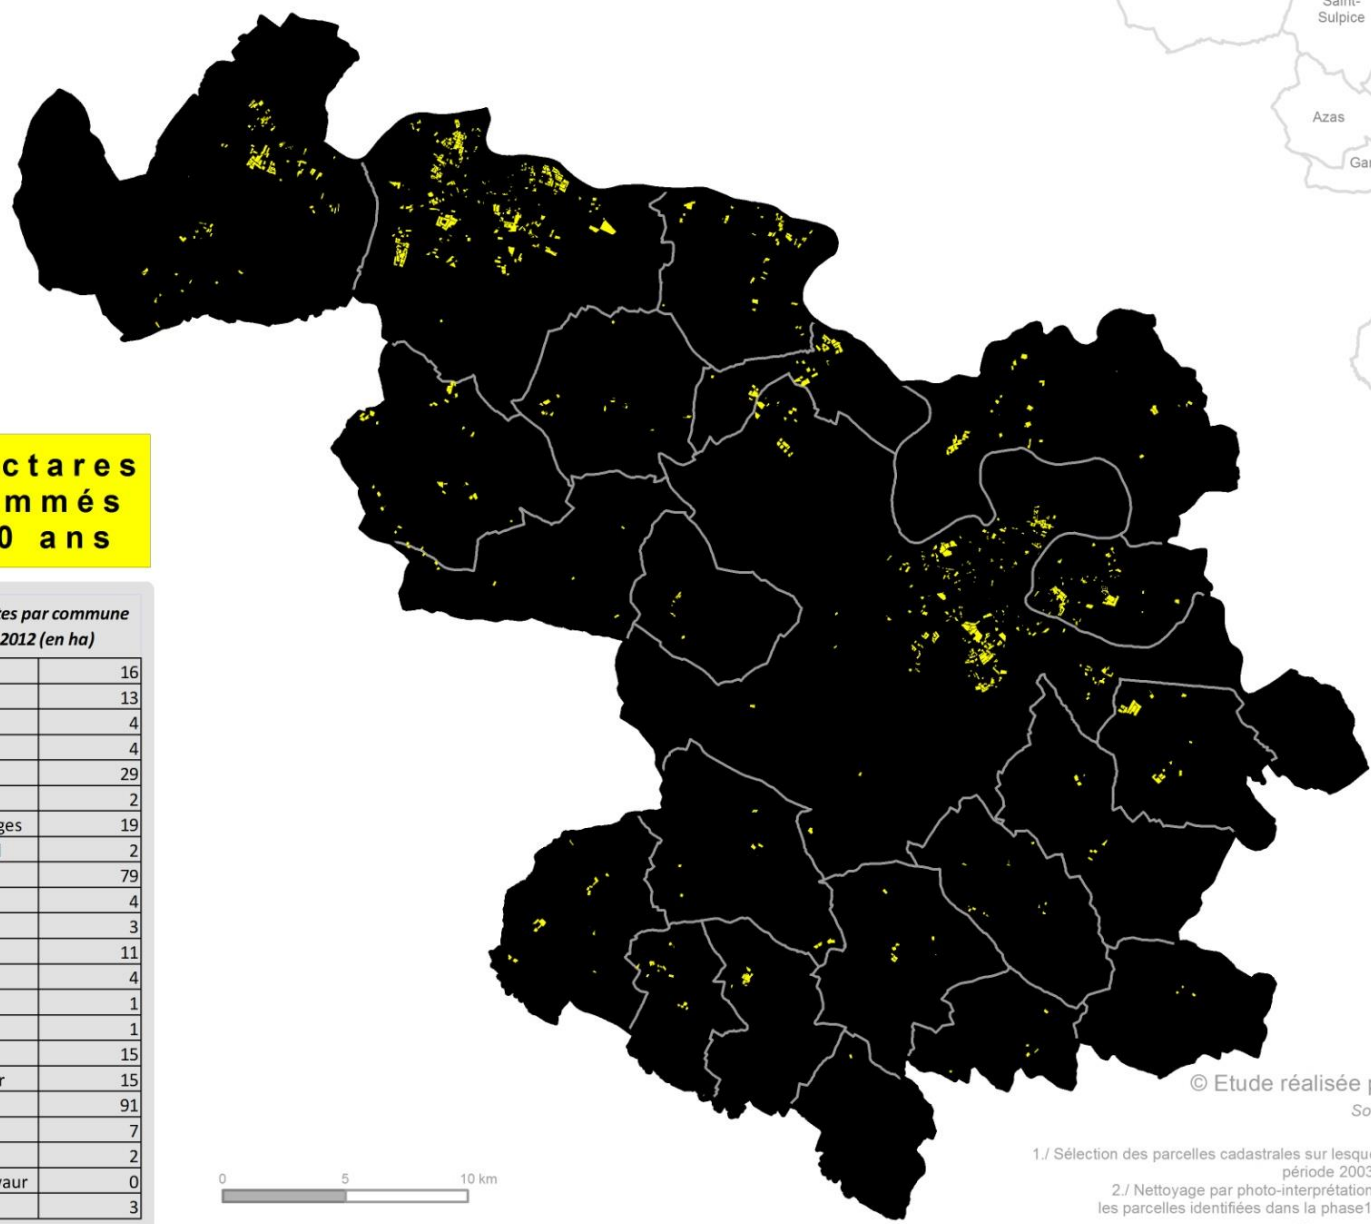 Saint-
Sulpice
Azas
Gar
ctares
mmés
0 ans
tes par commune
2012 (en ha)
16
13
4
4
29
2
ges 19
2
79
4
3
11
4
1
1
15
r 15
91
7
2
vaur 0
3
0 5 10 km
© Etude réalisée p
So
1./ Sélection des parcelles cadastrales sur lesque
période 2003
2./ Nettoyage par photo-interprétation
les parcelles identifiées dans la phase1